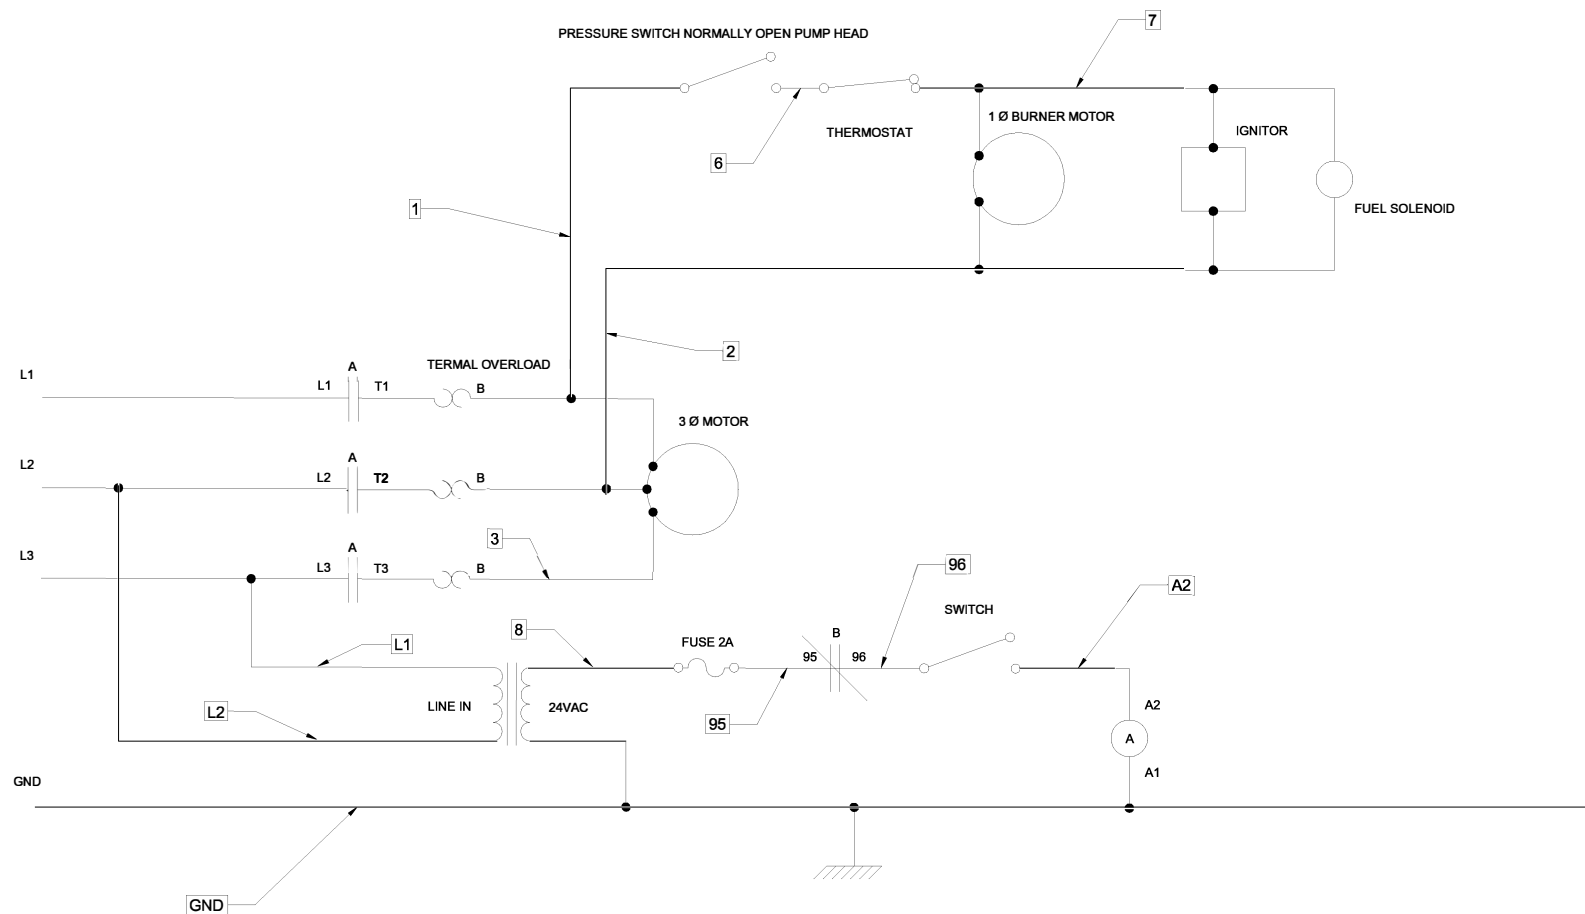 7
PRESSURE SWITCH NORMALLY OPEN PUMP HEAD
1 Ø BURNER MOTOR
THERMOSTAT
IGNITOR
6
1
FUEL SOLENOID
2
TERMAL OVERLOAD
L1
A
L1
T1
B
3 Ø MOTOR
L2
A
L2
T2
B
3
L3
A
L3
T3
B
96
A2
SWITCH
L1
8
FUSE 2A
B
95
96
L2
LINE IN
24VAC
95
A2
A
A1
GND
GND